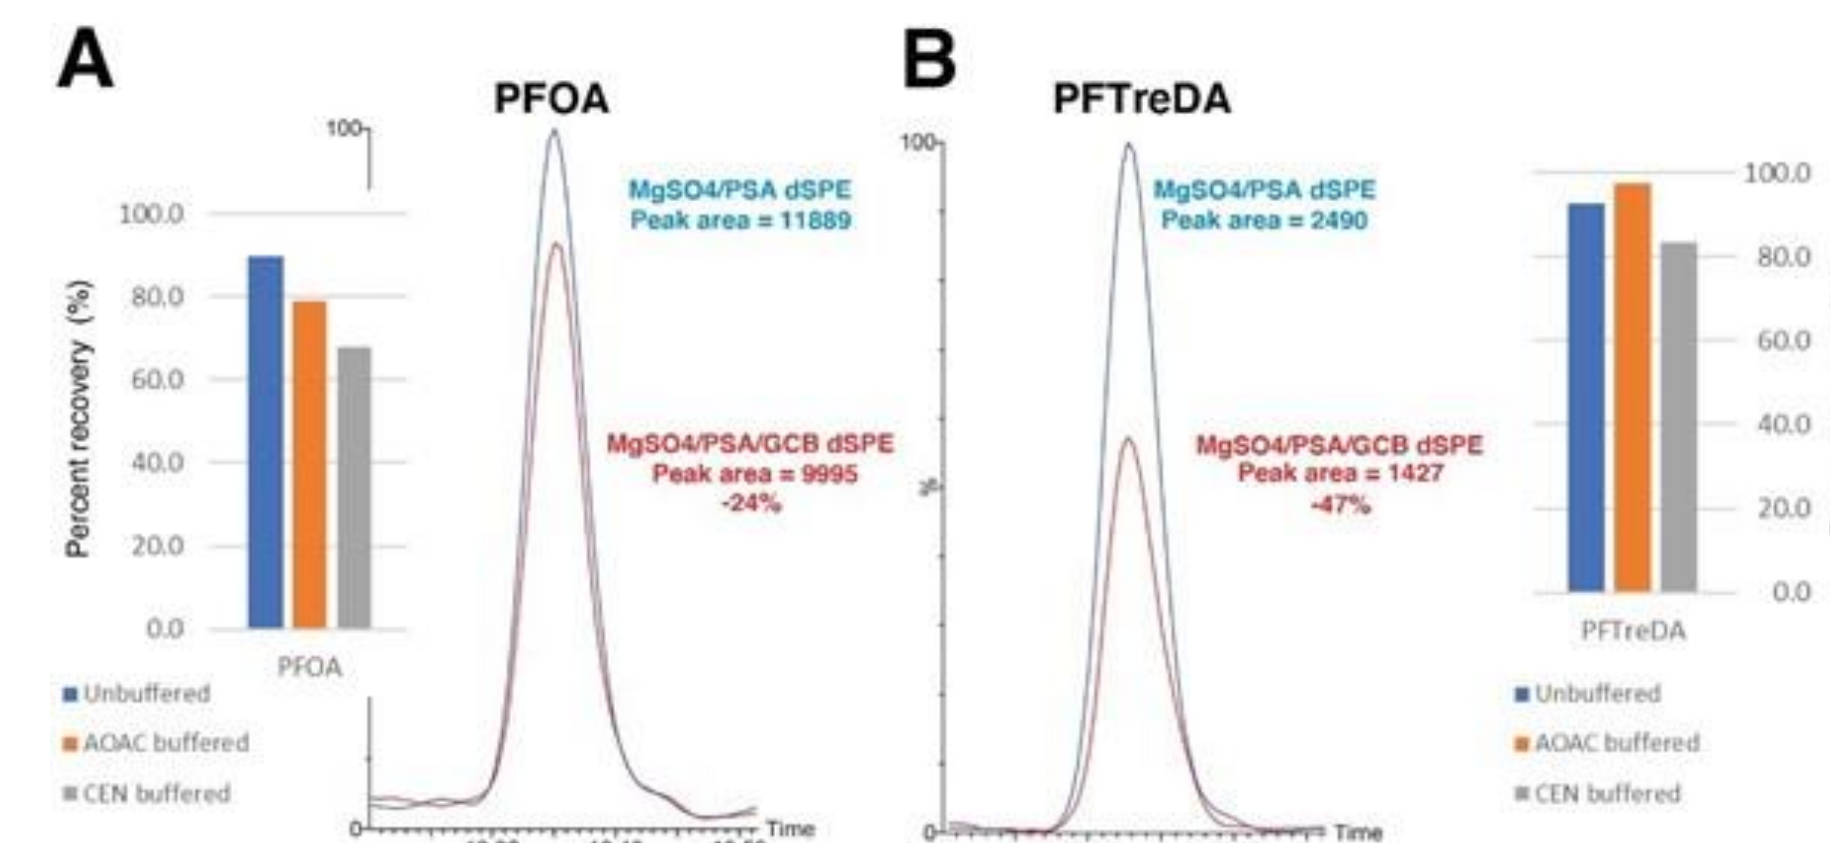 A
PFOA
100
MgSO4/PSA dSPE
Peak area = 11889
MgSO4/PSA/GCB dSPE
Peak area = 9995
-24%
Percent recovery (%)
100.0
80.0
60.0
40.0
20.0
0.0
PFOA
Unbuffered
AOAC buffered
CEN buffered
0
Time
B
PFTreDA
100
%
MgSO4/PSA dSPE
Peak area = 2490
MgSO4/PSA/GCB dSPE
Peak area = 1427
-47%
0
Time
100.0
80.0
60.0
40.0
20.0
0.0
PFTreDA
Unbuffered
AOAC buffered
CEN buffered